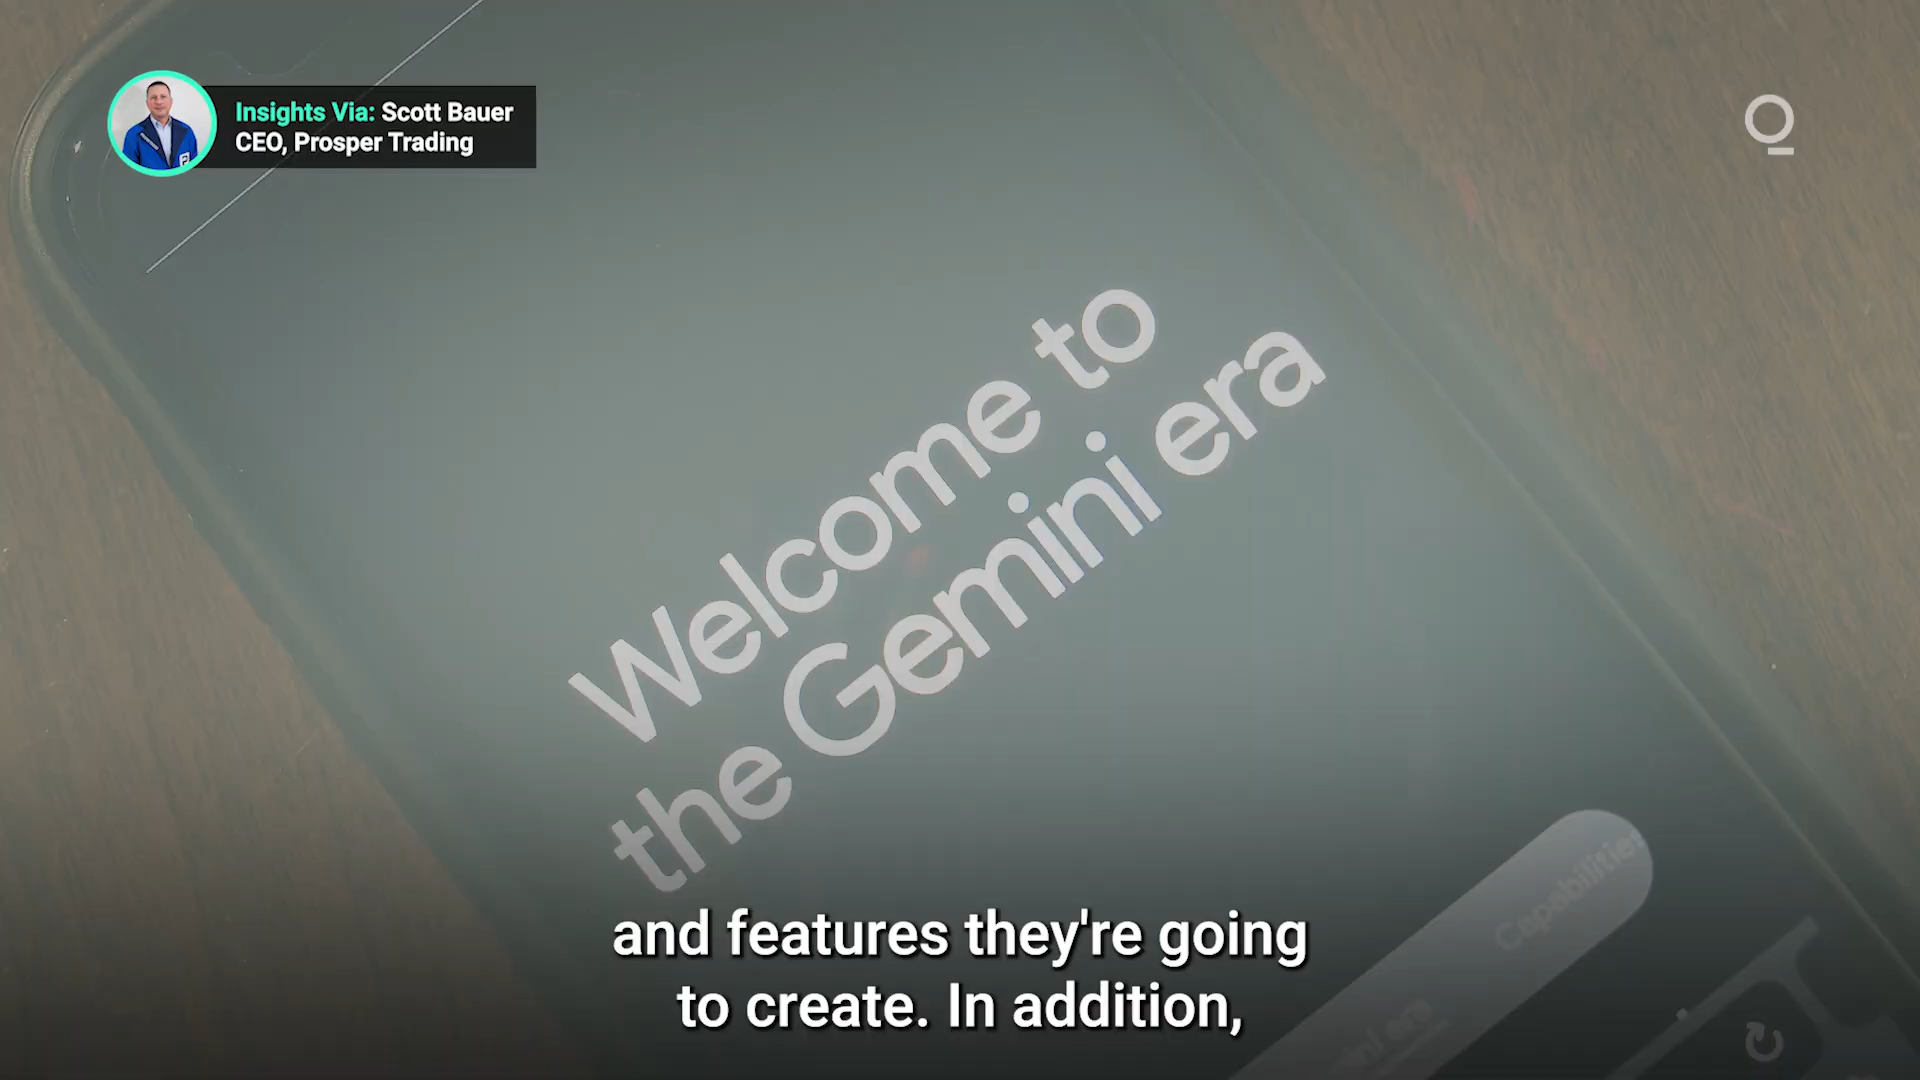 Insights Via: Scott Bauer
CEO, Prosper Trading
Welcome to
the Gemini era
Capabilities
and features they're going
to create. In addition,